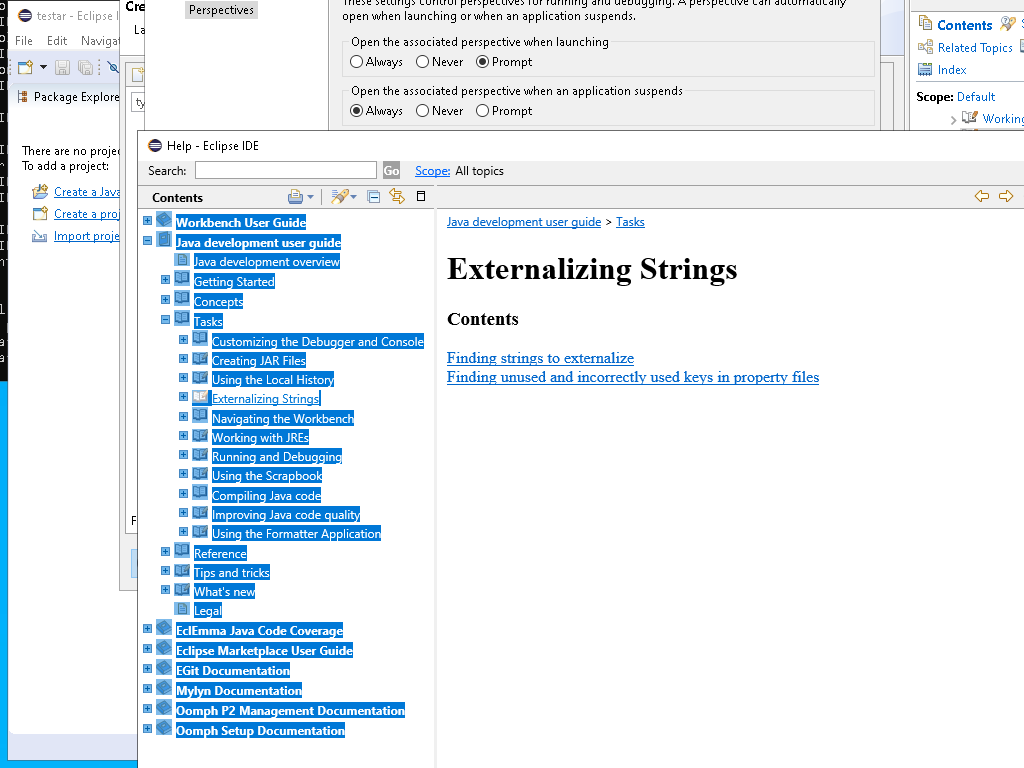 testar - Eclipse I
File Edit Navigat
Package Explore
There are no projec
To add a project:
Create a Java
Create a proj
Import proje
Cre
La
ty
F
Perspectives
These settings control perspectives for running and debugging. A perspective can automatically
open when launching or when an application suspends.
Open the associated perspective when launching
Always Never Prompt
Open the associated perspective when an application suspends
Always Never Prompt
Contents
Related Topics
Index
Scope: Default
Working
Help - Eclipse IDE
Search: Go Scope: All topics
Contents
Workbench User Guide
Java development user guide
Java development overview
Getting Started
Concepts
Tasks
Customizing the Debugger and Console
Creating JAR Files
Using the Local History
Externalizing Strings
Navigating the Workbench
Working with JREs
Running and Debugging
Using the Scrapbook
Compiling Java code
Improving Java code quality
Using the Formatter Application
Reference
Tips and tricks
What's new
Legal
EclEmma Java Code Coverage
Eclipse Marketplace User Guide
EGit Documentation
Mylyn Documentation
Oomph P2 Management Documentation
Oomph Setup Documentation
Java development user guide > Tasks
Externalizing Strings
Contents
Finding strings to externalize
Finding unused and incorrectly used keys in property files